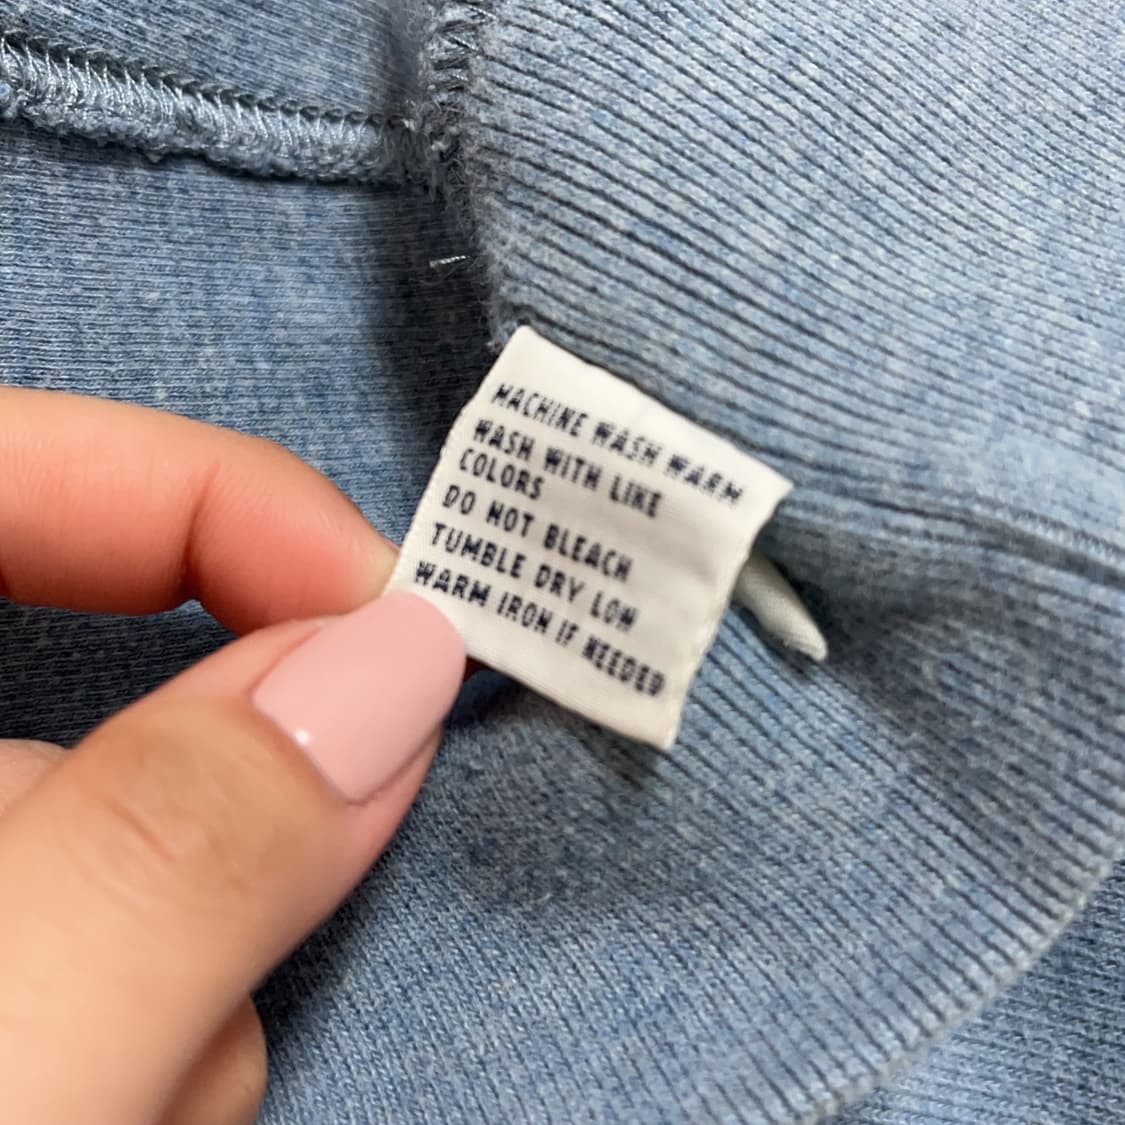 MACHINE WASH WARM
WASH WITH LIKE
COLORS
DO NOT BLEACH
TUMBLE DRY LOW
WARM IRON IF NEEDED